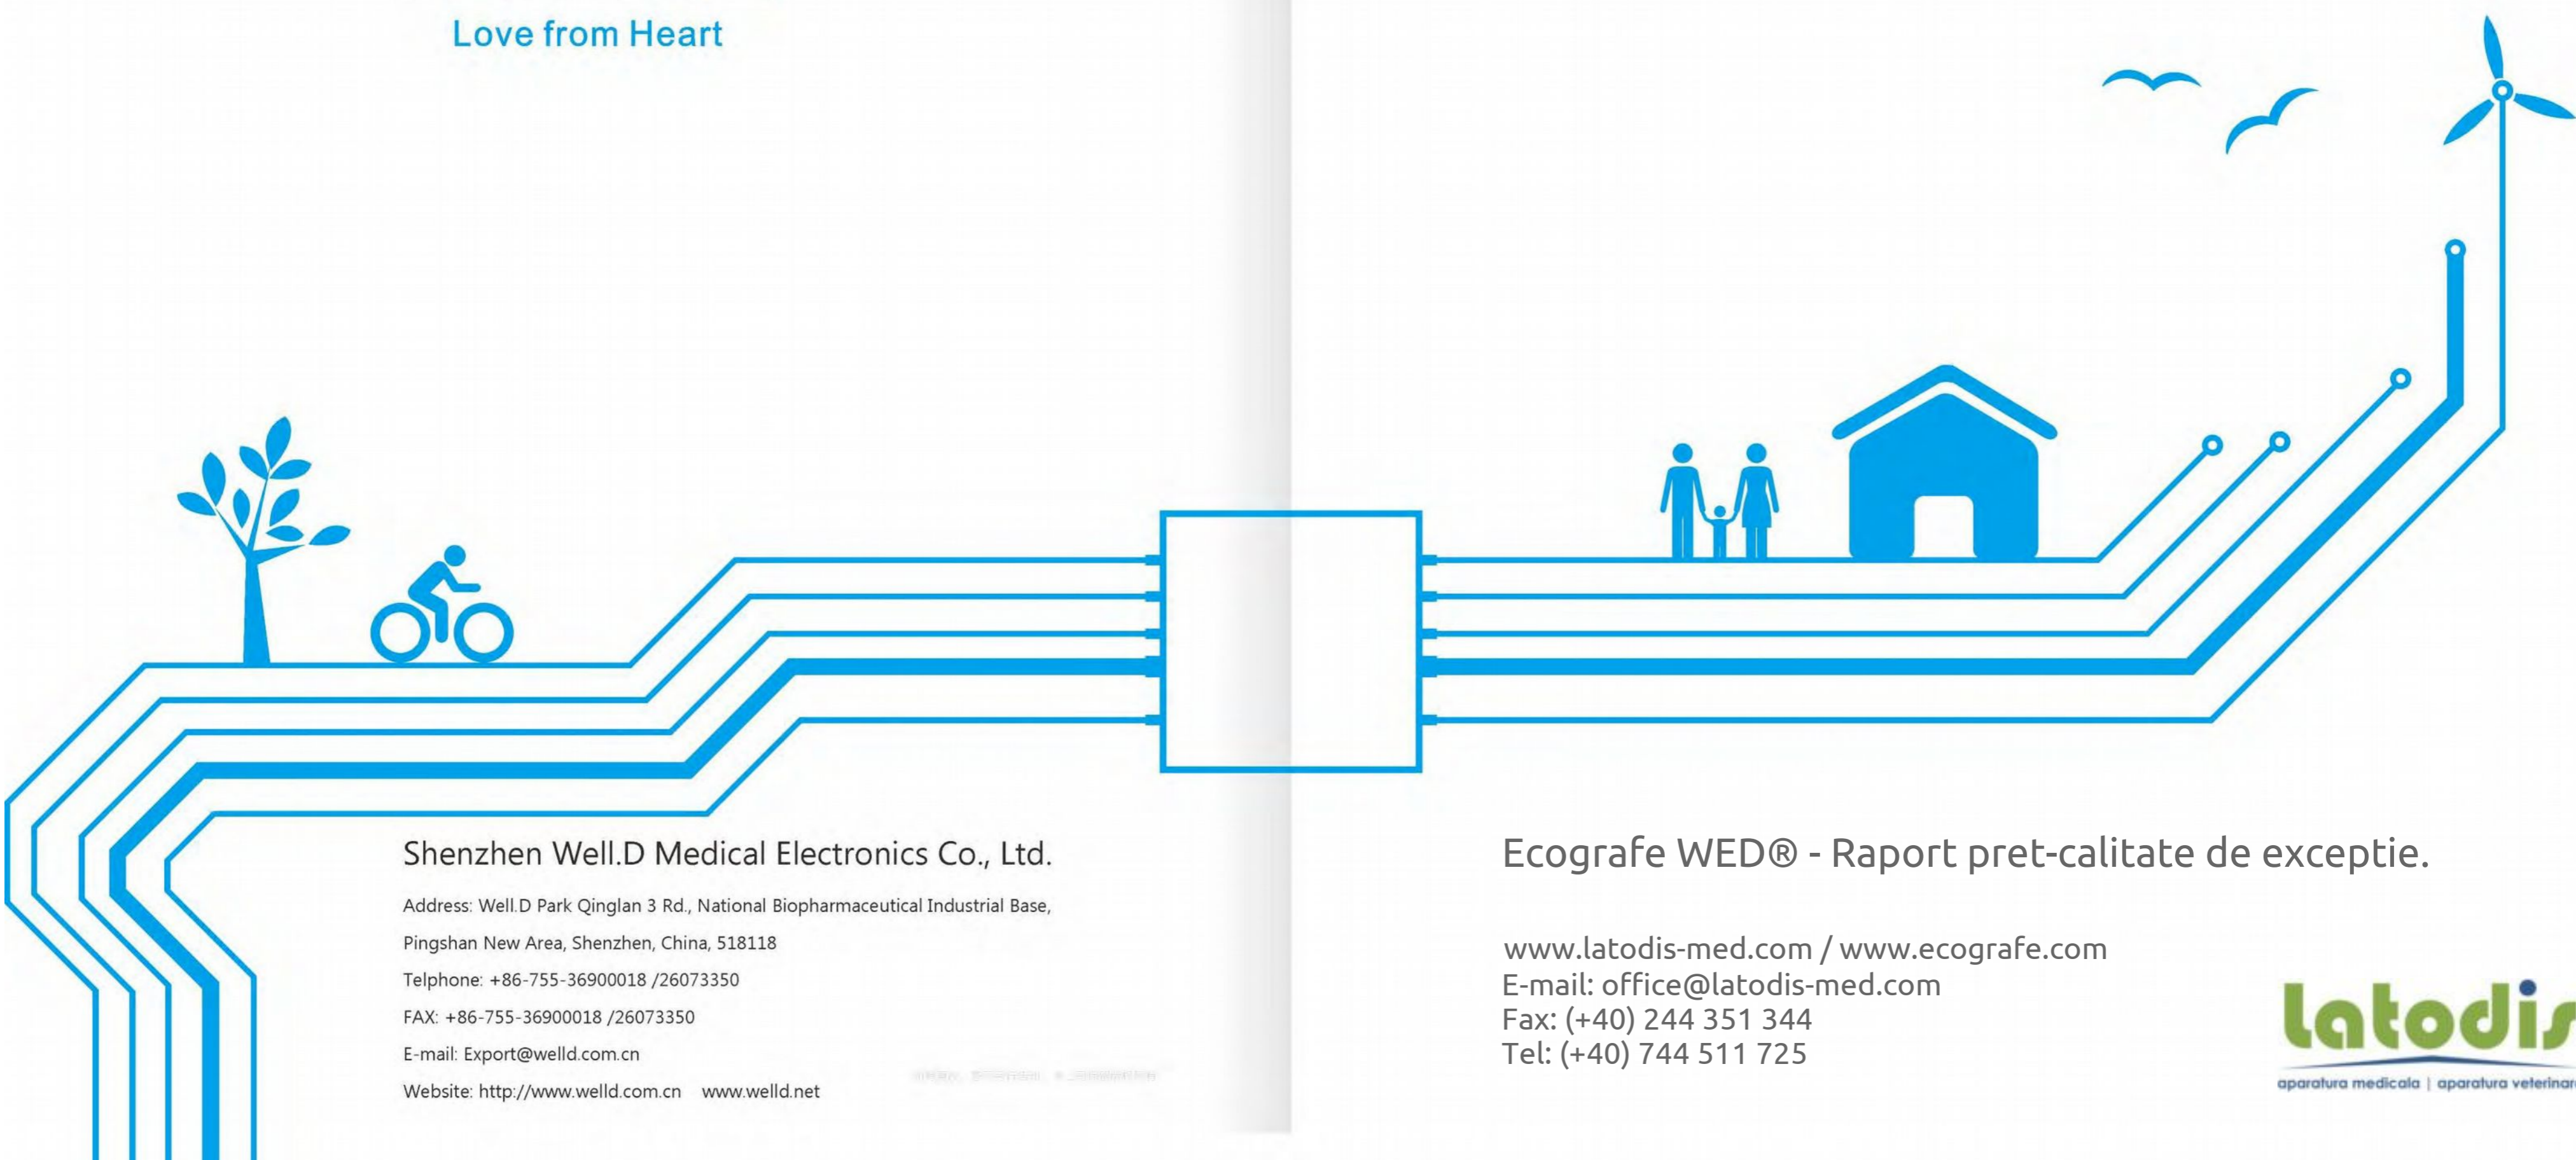 Love from Heart
Shenzhen Well.D Medical Electronics Co., Ltd.
Address: Well.D Park Qinglan 3 Rd., National Biopharmaceutical Industrial Base,
Pingshan New Area, Shenzhen, China, 518118
Telphone: +86-755-36900018 /26073350
FAX: +86-755-36900018 /26073350
E-mail: Export@welld.com.cn
Website: http://www.welld.com.cn www.welld.net
Ecografe WED® - Raport pret-calitate de exceptie.
www.latodis-med.com / www.ecografe.com
E-mail: office@latodis-med.com
Fax: (+40) 244 351 344
Tel: (+40) 744 511 725
latodis
aparatura medicala | aparatura veterinara